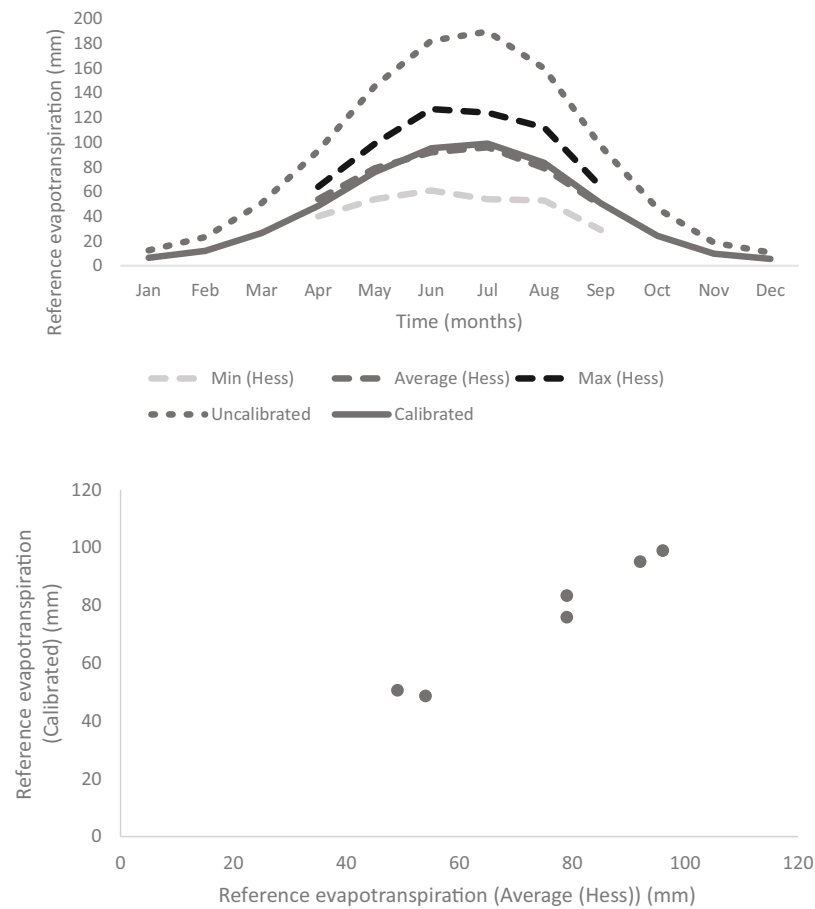 Reference evapotranspiration (mm)
200
180
160
140
120
100
80
60
40
20
0
Jan Feb Mar Apr May Jun Jul Aug Sep Oct Nov Dec
Time (months)
Min (Hess) Average (Hess) Max (Hess)
Uncalibrated Calibrated
Reference evapotranspiration
(Calibrated) (mm)
120
100
80
60
40
20
0
0 20 40 60 80 100 120
Reference evapotranspiration (Average (Hess)) (mm)